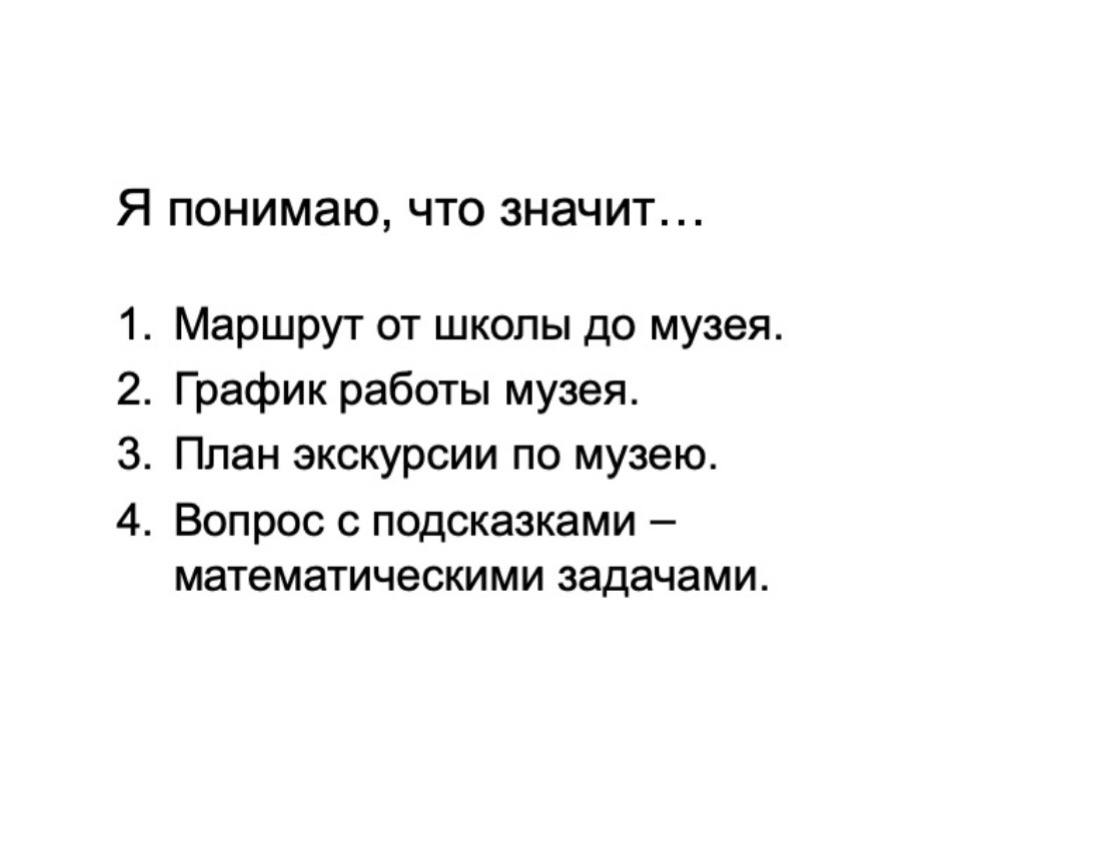 Я понимаю, что значит…
1. Маршрут от школы до музея.
2. График работы музея.
3. План экскурсии по музею.
4. Вопрос с подсказками –
математическими задачами.